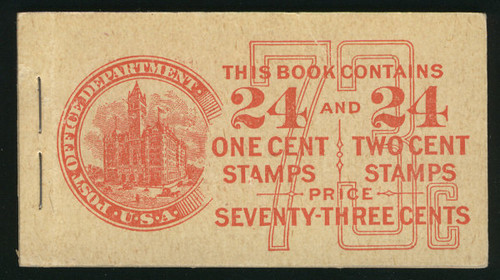 POST OFFICE DEPARTMENT
U.S.A.
73c
THIS BOOK CONTAINS
24 AND 24
ONE CENT TWO CENT
STAMPS STAMPS
PRICE
SEVENTY-THREE CENTS